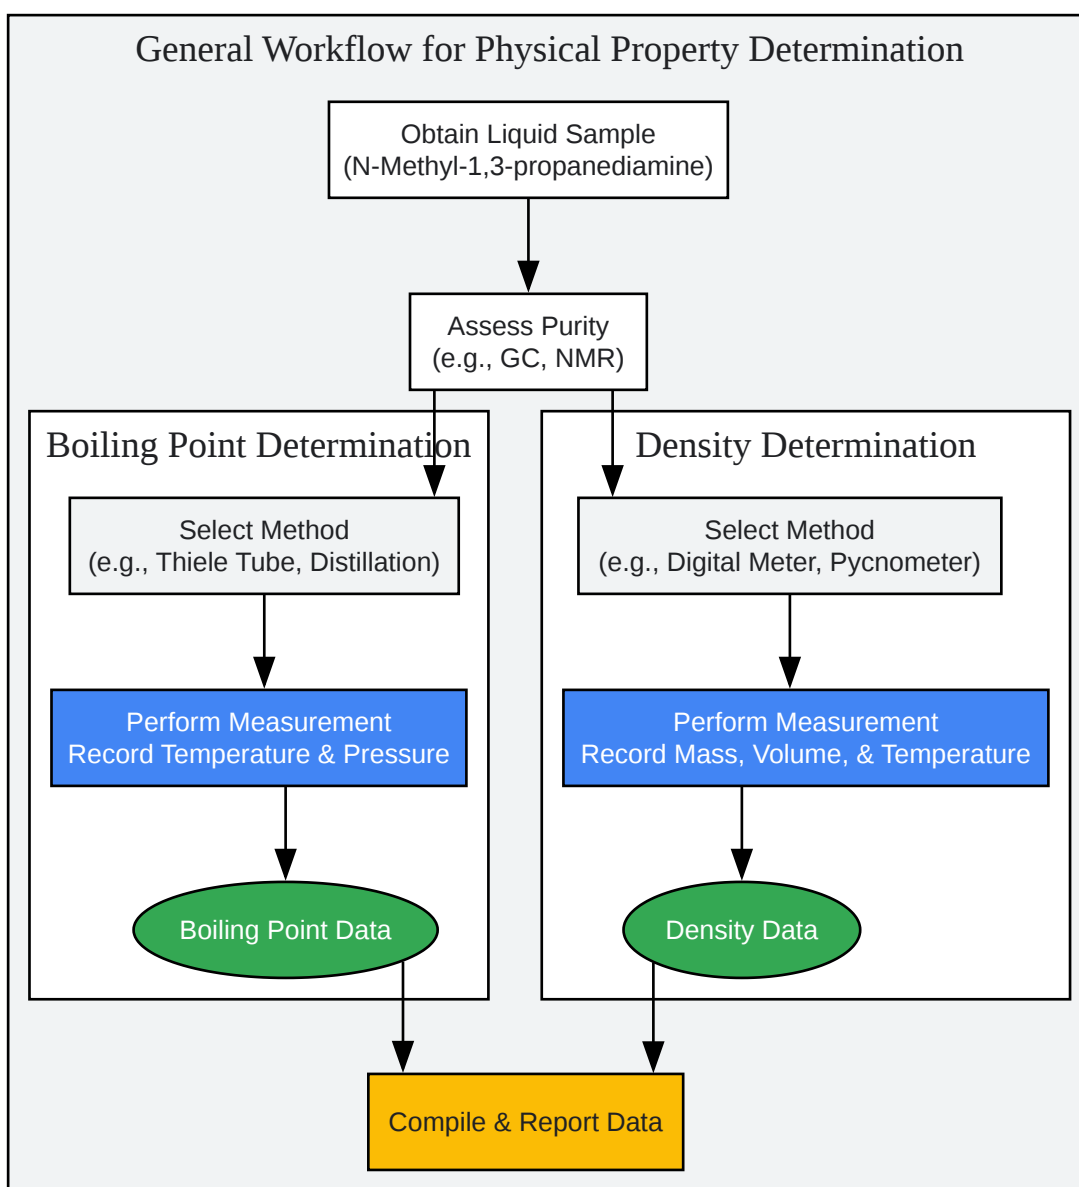 General Workflow for Physical Property Determination
Obtain Liquid Sample
(N-Methyl-1,3-propanediamine)
Assess Purity
(e.g., GC, NMR)
Boiling Point Determination
Select Method
(e.g., Thiele Tube, Distillation)
Perform Measurement
Record Temperature & Pressure
Boiling Point Data
Density Determination
Select Method
(e.g., Digital Meter, Pycnometer)
Perform Measurement
Record Mass, Volume, & Temperature
Density Data
Compile & Report Data